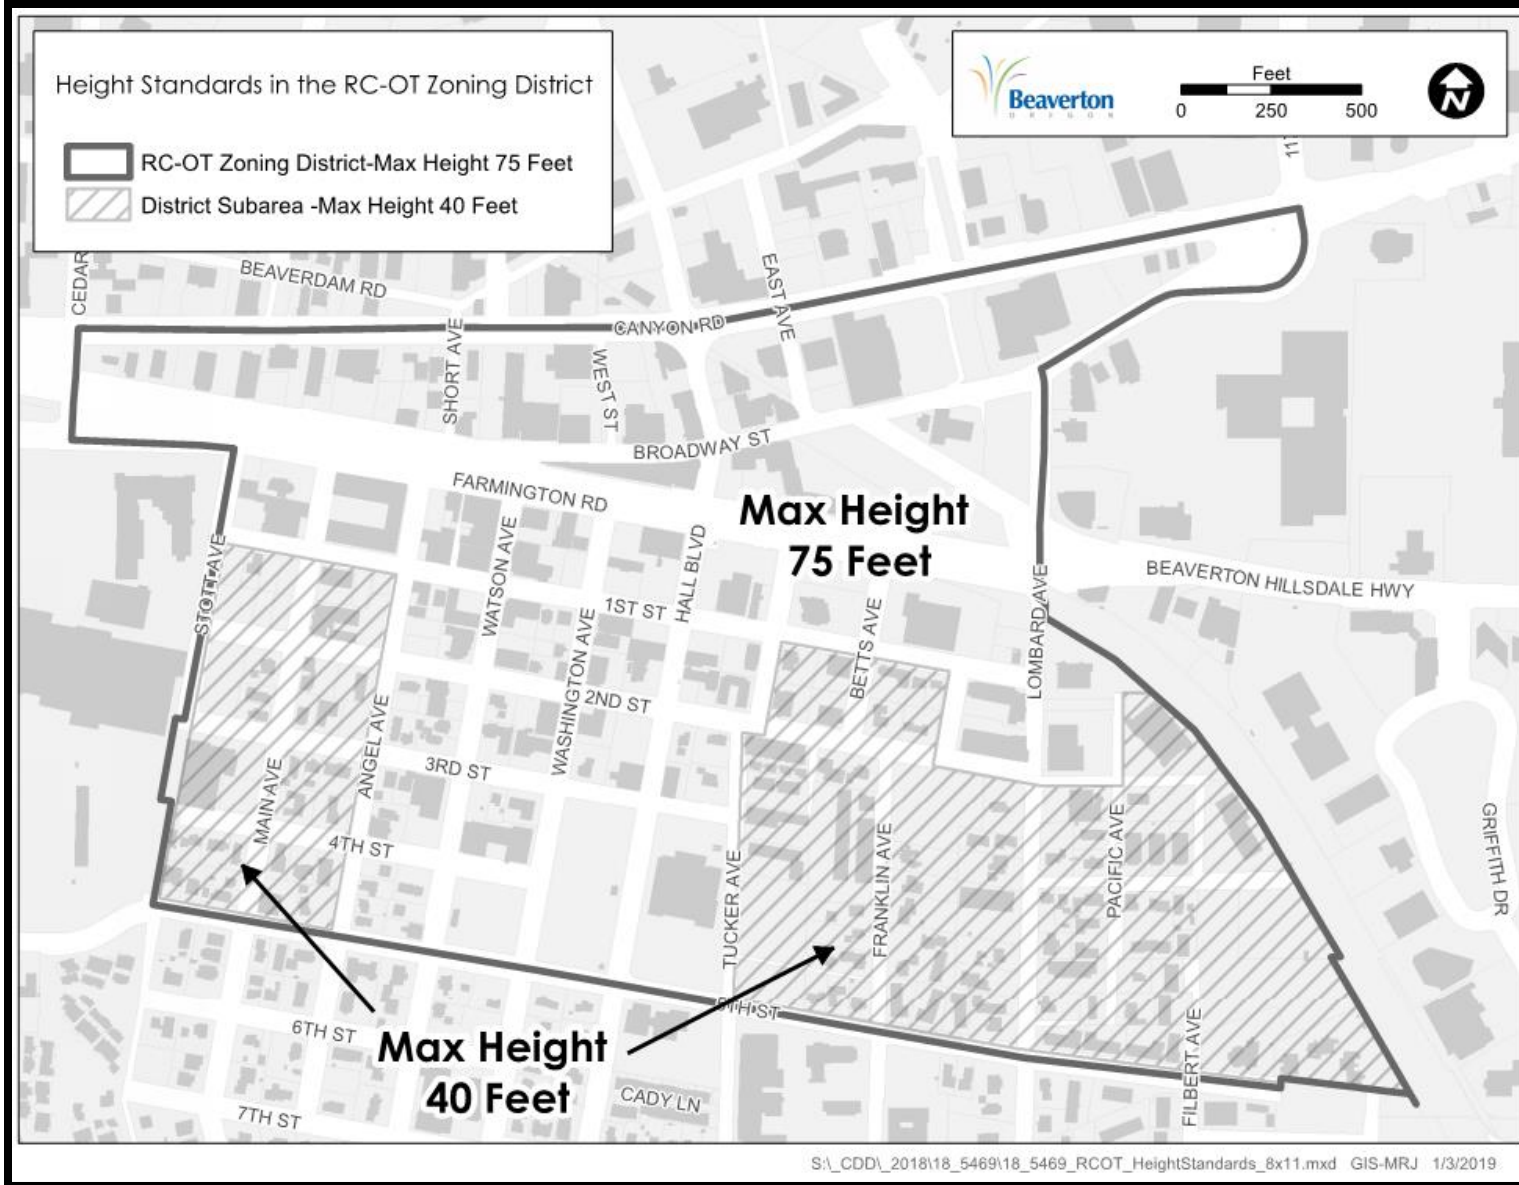 Height Standards in the RC-OT Zoning District
RC-OT Zoning District-Max Height 75 Feet
District Subarea -Max Height 40 Feet
Beaverton
OREGON
Feet
0 250 500
N
CEDAR
BEAVERDAM RD
SHORT AVE
WEST ST
CANYON RD
EAST AVE
BROADWAY ST
FARMINGTON RD
Max Height
75 Feet
STOTT AVE
WATSON AVE
WASHINGTON AVE
HALL BLVD
1ST ST
2ND ST
3RD ST
4TH ST
BETTS AVE
LOMBARD AVE
BEAVERTON HILLSDALE HWY
ANGEL AVE
MAIN AVE
TUCKER AVE
FRANKLIN AVE
PACIFIC AVE
GRIFFITH DR
5TH ST
6TH ST
7TH ST
Max Height
40 Feet
CADY LN
FILBERT AVE
S:\_CDD\_2018\18_5469\18_5469_RCOT_HeightStandards_8x11.mxd GIS-MRJ 1/3/2019